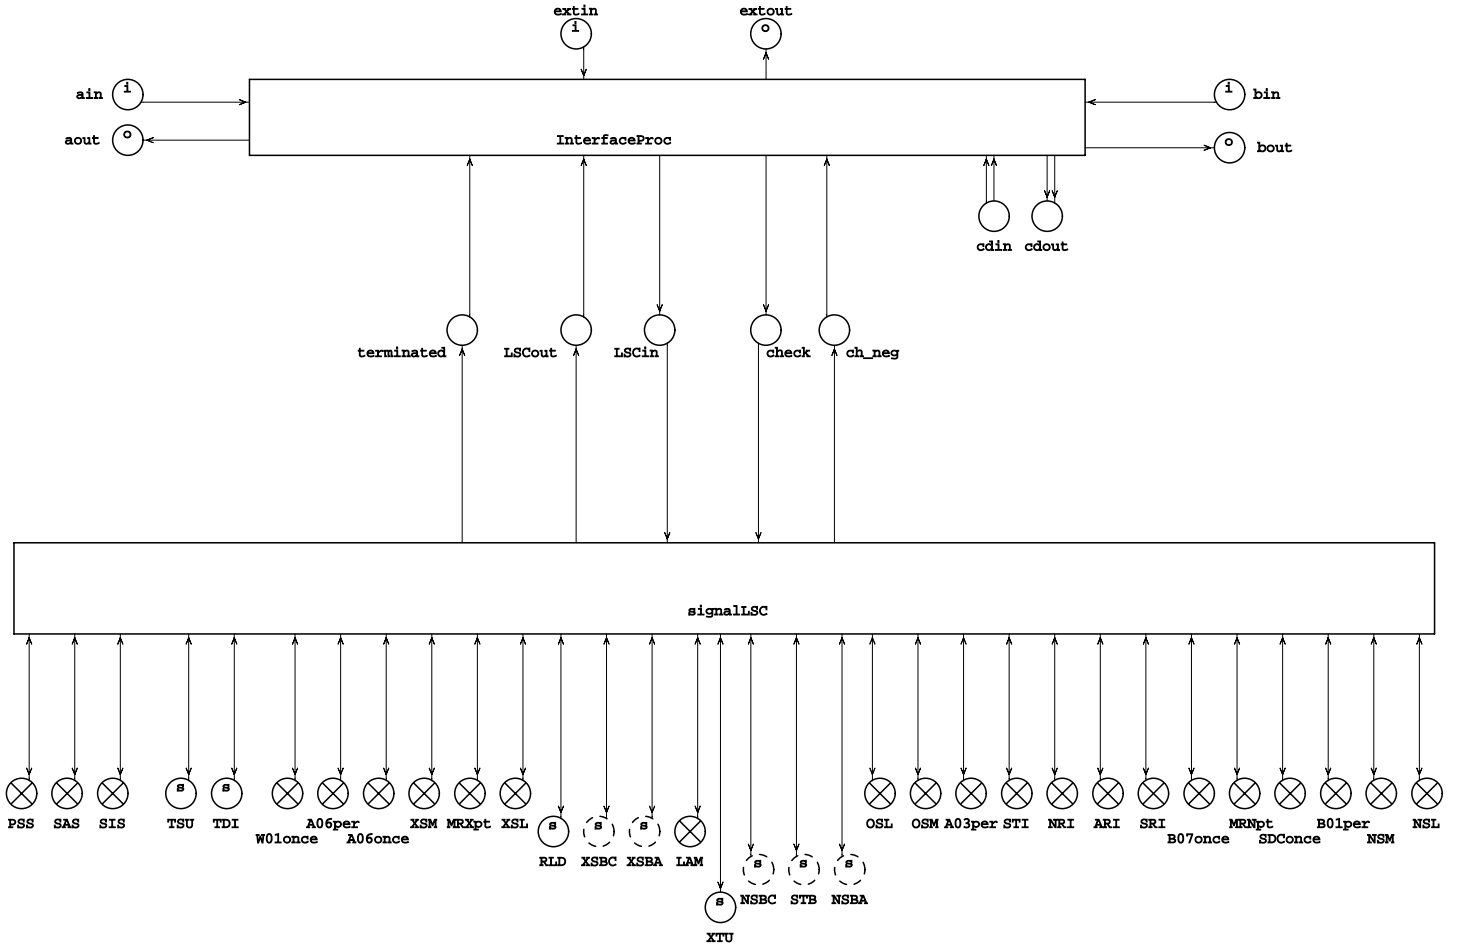 extin extout
i o
ain i i bin
InterfaceProc
aout o o bout
cdin cdout
terminated LSCout LSCin check ch_neg
signalLSC
s s
PSS SAS SIS TSU TDI A06per XSM MRXpt XSL OSL OSM A03per STI NRI ARI SRI MRNpt B01per NSL
W01once A06once B07once SDConce NSM
s s s
RLD XSBC XSBA LAM
s s s
NSBC STB NSBA
s
XTU